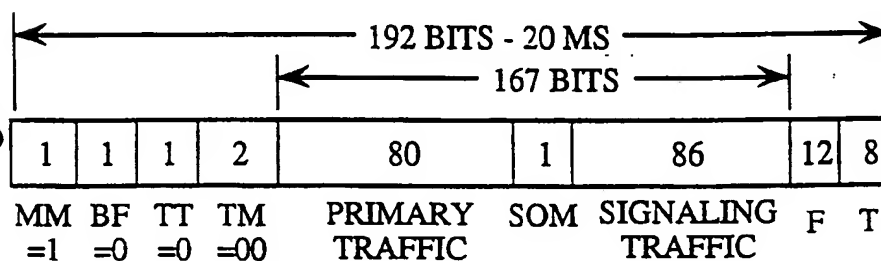 192 BITS - 20 MS
167 BITS
1 1 1 2 80 1 86 12 8
MM BF TT TM PRIMARY SOM SIGNALING F T
=1 =0 =0 =00 TRAFFIC TRAFFIC